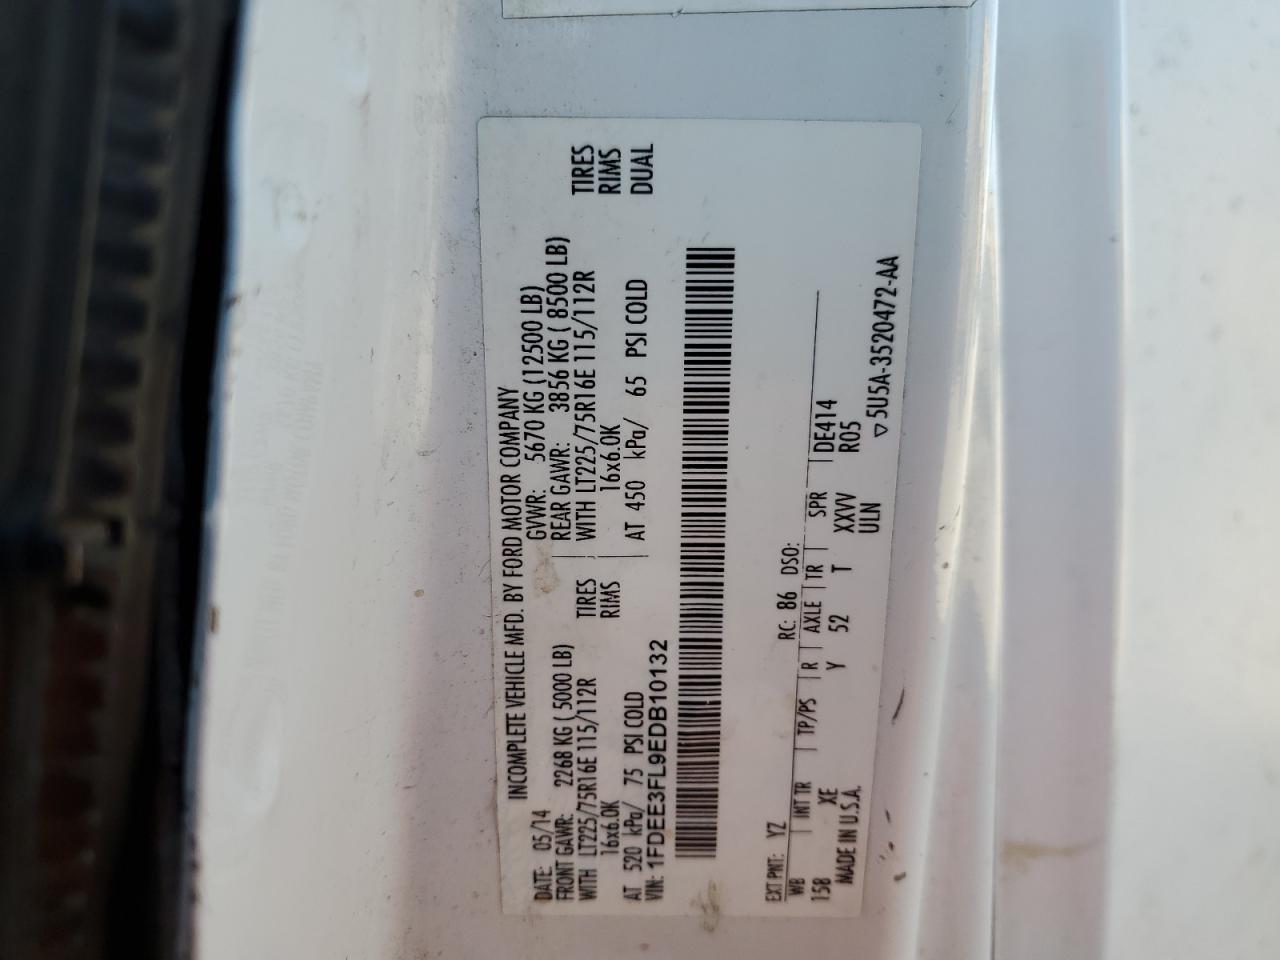 INCOMPLETE VEHICLE MFD. BY FORD MOTOR COMPANY
DATE: 05/14 GVWR: 5670 KG (12500 LB)
FRONT GAWR: 2268 KG (5000 LB) REAR GAWR: 3856 KG (8500 LB)
WITH LT225/75R16E 115/112R TIRES WITH LT225/75R16E 115/112R TIRES
16x6.0K RIMS 16x6.0K RIMS
AT 520 kPa/ 75 PSI COLD AT 450 kPa/ 65 PSI COLD DUAL
VIN: 1FDEE3FL9EDB10132
EXT PNT: YZ RC: 86 DSO:
WB INT TR TP/PS R AXLE TR SPR DE414
158 XE Y 52 T XXVV R05
MADE IN U.S.A. ULN
▽5U5A-3520472-AA